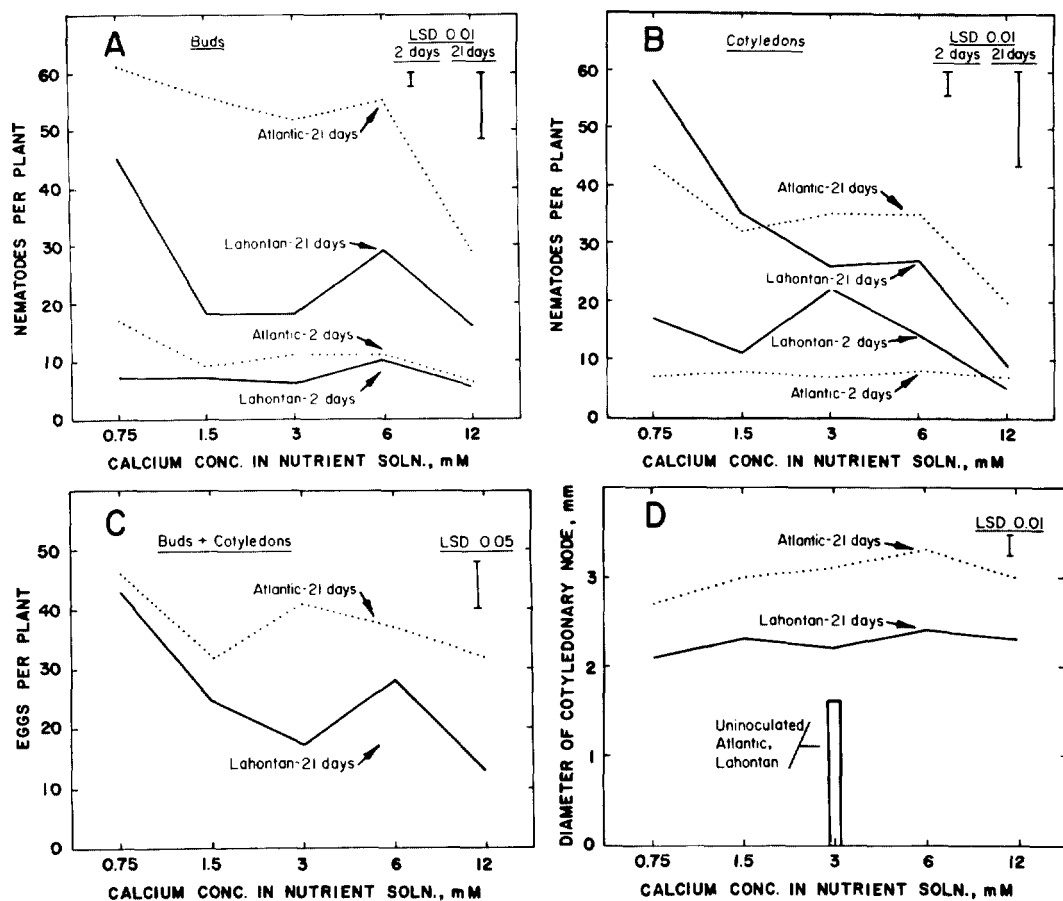 A
Buds
LSD 0.01
2 days 21 days
Atlantic-21 days
Lahontan-21 days
Atlantic-2 days
Lahontan-2 days
NEMATODES PER PLANT
60
50
40
30
20
10
0
0.75 1.5 3 6 12
CALCIUM CONC. IN NUTRIENT SOLN., mM
B
Cotyledons
LSD 0.01
2 days 21 days
Atlantic-21 days
Lahontan-21 days
Lahontan-2 days
Atlantic-2 days
NEMATODES PER PLANT
60
50
40
30
20
10
0
0.75 1.5 3 6 12
CALCIUM CONC. IN NUTRIENT SOLN., mM
C
Buds + Cotyledons
LSD 0.05
Atlantic-21 days
Lahontan-21 days
EGGS PER PLANT
50
40
30
20
10
0
0.75 1.5 3 6 12
CALCIUM CONC. IN NUTRIENT SOLN., mM
D
LSD 0.01
Atlantic-21 days
Lahontan-21 days
Uninoculated
Atlantic,
Lahontan
DIAMETER OF COTYLEDONARY NODE, mm
3
2
1
0
0.75 1.5 3 6 12
CALCIUM CONC. IN NUTRIENT SOLN., mM